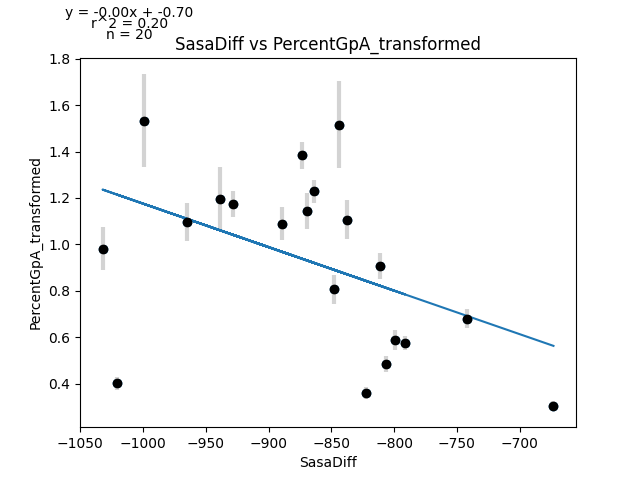 y = -0.00x + -0.70
r^2 = 0.20
n = 20
SasaDiff vs PercentGpA_transformed
1.8
1.6
1.4
1.2
1.0
0.8
0.6
0.4
PercentGpA_transformed
−1050 −1000 −950 −900 −850 −800 −750 −700
SasaDiff